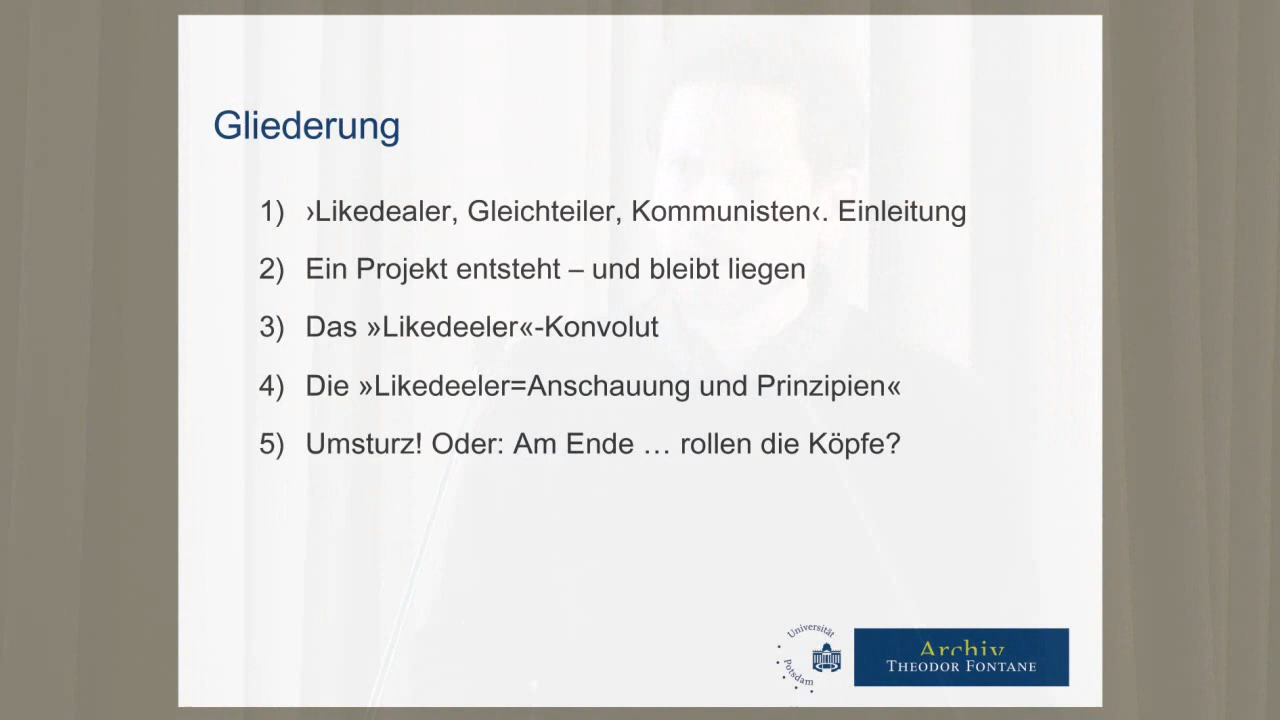 Gliederung
1) ›Likedealer, Gleichteiler, Kommunisten‹. Einleitung
2) Ein Projekt entsteht – und bleibt liegen
3) Das »Likedeeler«-Konvolut
4) Die »Likedeeler=Anschauung und Prinzipien«
5) Umsturz! Oder: Am Ende … rollen die Köpfe?
Universität
Potsdam
Archiv
THEODOR FONTANE